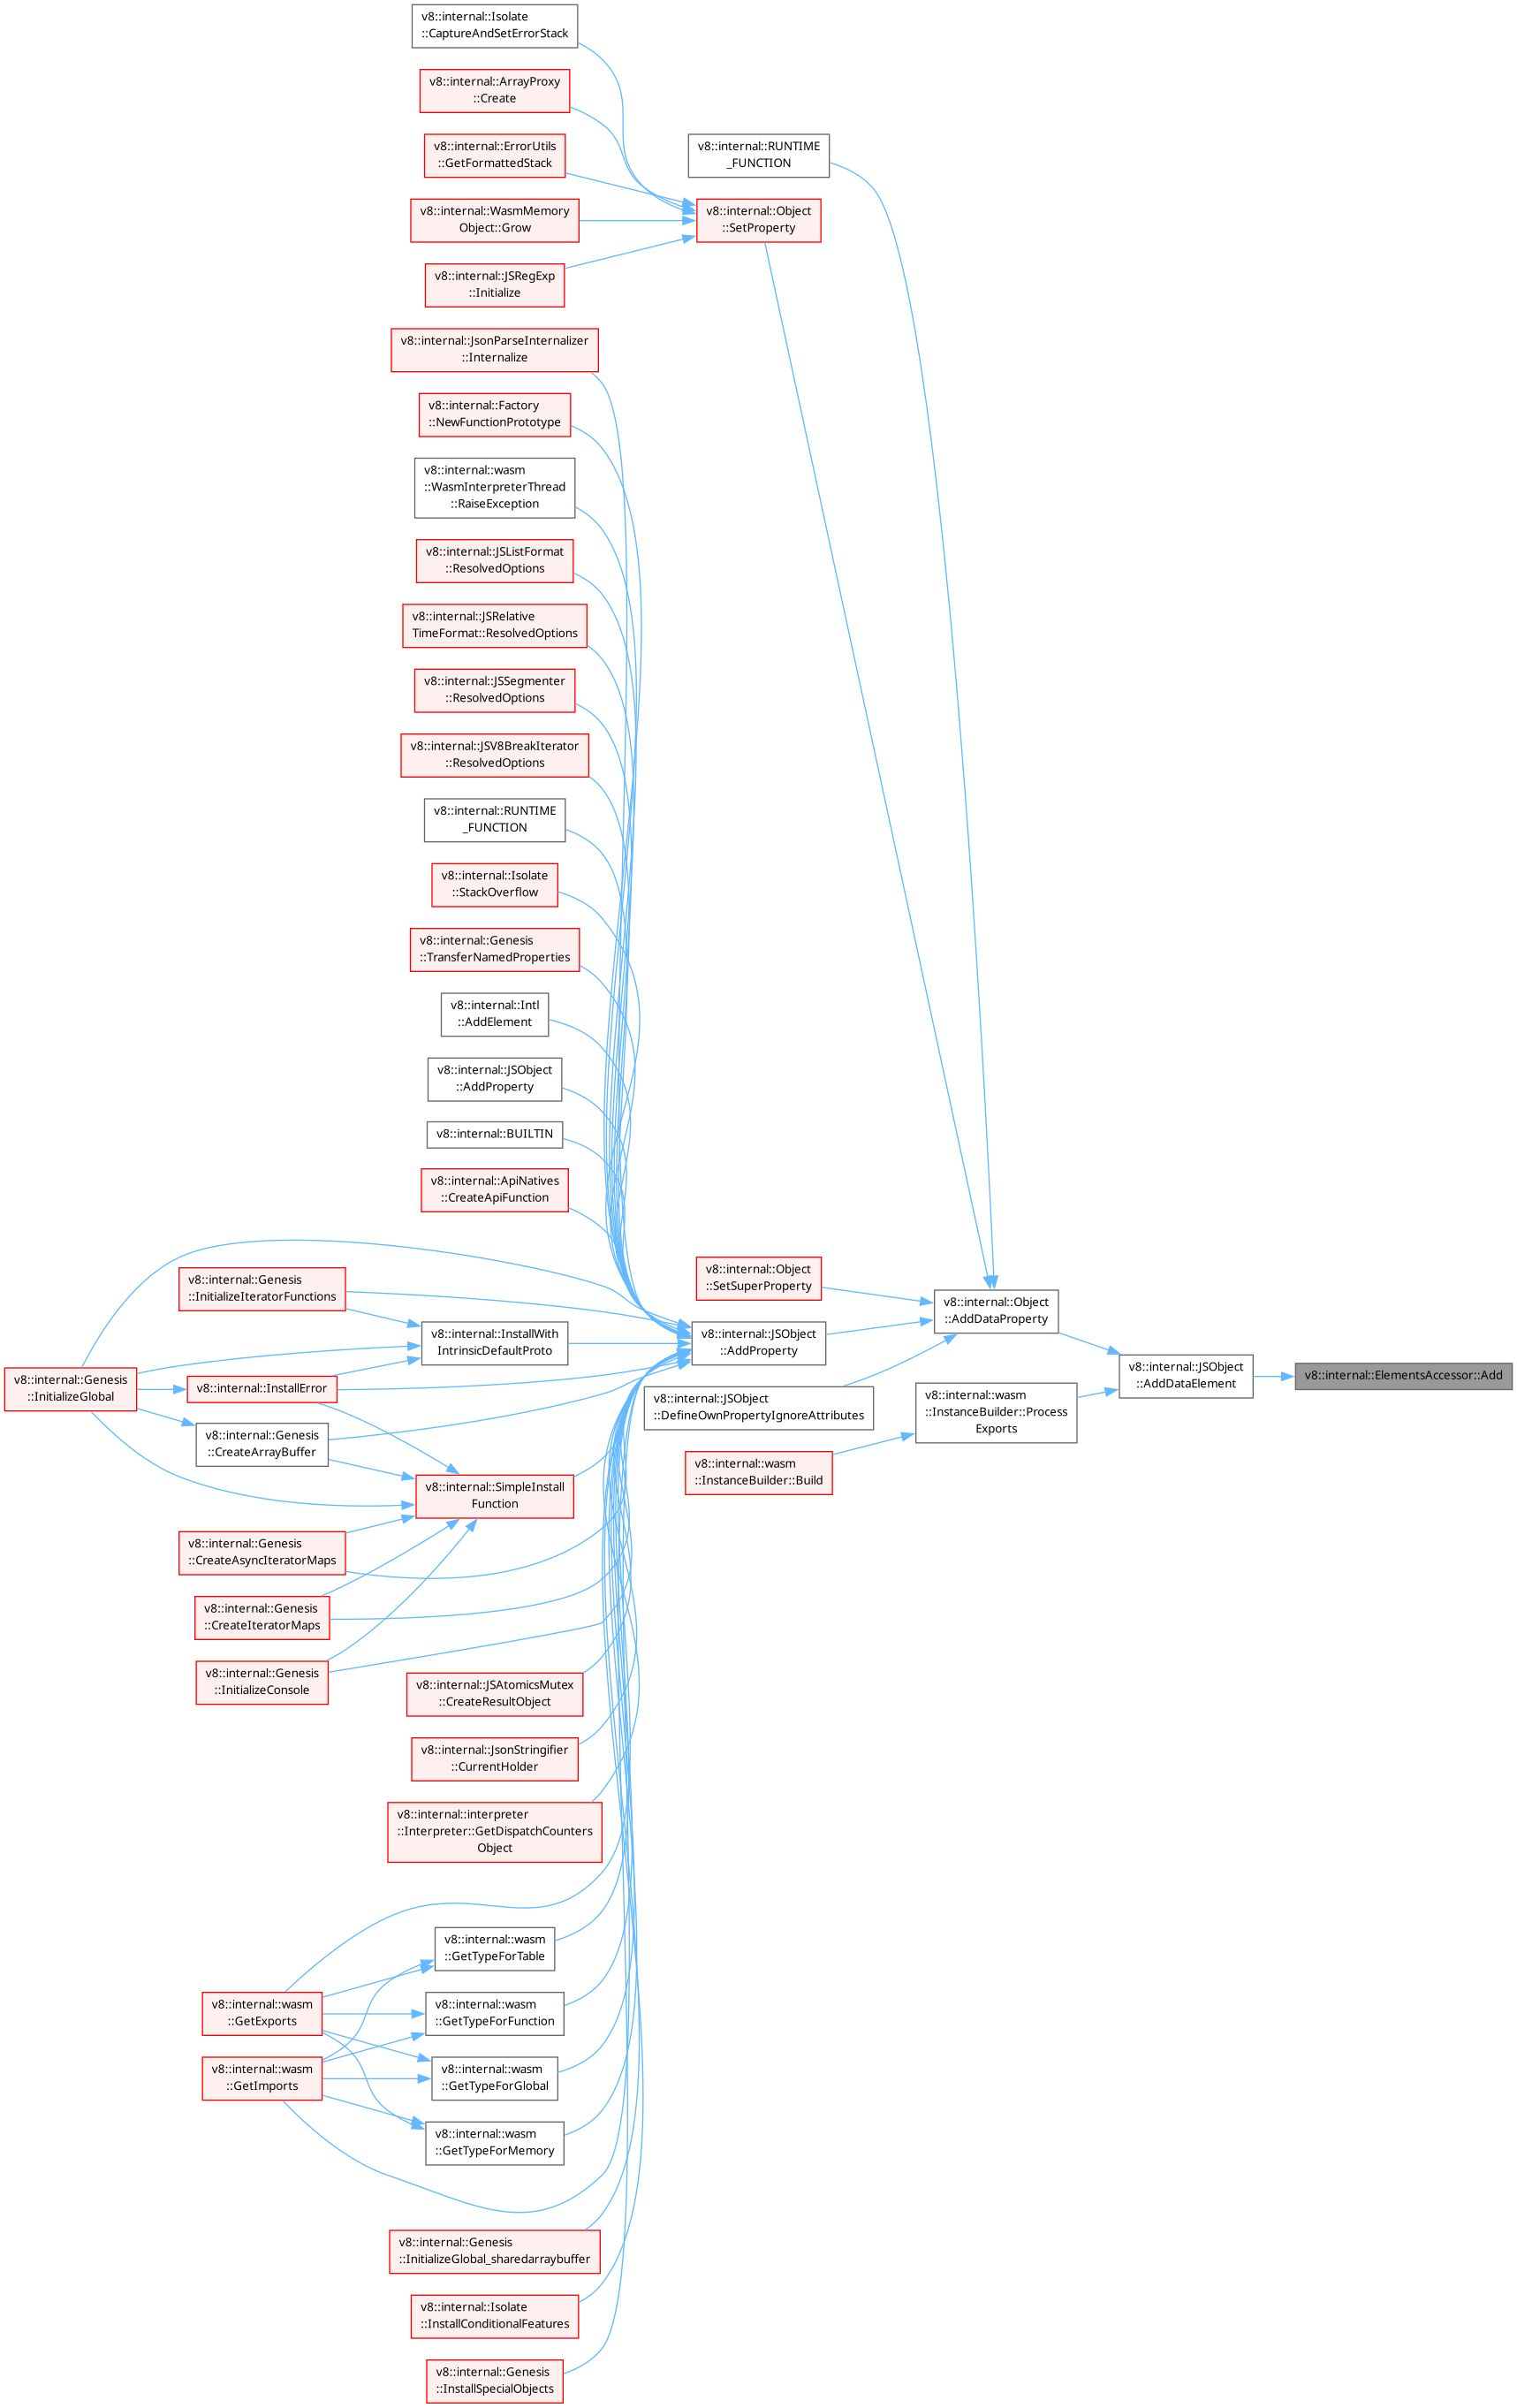 v8::internal::Isolate
::CaptureAndSetErrorStack
v8::internal::ArrayProxy
::Create
v8::internal::ErrorUtils
::GetFormattedStack
v8::internal::WasmMemory
Object::Grow
v8::internal::JSRegExp
::Initialize
v8::internal::RUNTIME
_FUNCTION
v8::internal::Object
::SetProperty
v8::internal::JsonParseInternalizer
::Internalize
v8::internal::Factory
::NewFunctionPrototype
v8::internal::wasm
::WasmInterpreterThread
::RaiseException
v8::internal::JSListFormat
::ResolvedOptions
v8::internal::JSRelative
TimeFormat::ResolvedOptions
v8::internal::JSSegmenter
::ResolvedOptions
v8::internal::JSV8BreakIterator
::ResolvedOptions
v8::internal::RUNTIME
_FUNCTION
v8::internal::Isolate
::StackOverflow
v8::internal::Genesis
::TransferNamedProperties
v8::internal::Intl
::AddElement
v8::internal::JSObject
::AddProperty
v8::internal::BUILTIN
v8::internal::ApiNatives
::CreateApiFunction
v8::internal::Genesis
::InitializeIteratorFunctions
v8::internal::InstallWith
IntrinsicDefaultProto
v8::internal::Genesis
::InitializeGlobal
v8::internal::InstallError
v8::internal::Genesis
::CreateArrayBuffer
v8::internal::SimpleInstall
Function
v8::internal::Genesis
::CreateAsyncIteratorMaps
v8::internal::Genesis
::CreateIteratorMaps
v8::internal::Genesis
::InitializeConsole
v8::internal::Object
::SetSuperProperty
v8::internal::JSObject
::AddProperty
v8::internal::JSObject
::DefineOwnPropertyIgnoreAttributes
v8::internal::wasm
::InstanceBuilder::Build
v8::internal::Object
::AddDataProperty
v8::internal::wasm
::InstanceBuilder::Process
Exports
v8::internal::JSObject
::AddDataElement
v8::internal::ElementsAccessor::Add
v8::internal::JSAtomicsMutex
::CreateResultObject
v8::internal::JsonStringifier
::CurrentHolder
v8::internal::interpreter
::Interpreter::GetDispatchCounters
Object
v8::internal::wasm
::GetTypeForTable
v8::internal::wasm
::GetExports
v8::internal::wasm
::GetTypeForFunction
v8::internal::wasm
::GetImports
v8::internal::wasm
::GetTypeForGlobal
v8::internal::wasm
::GetTypeForMemory
v8::internal::Genesis
::InitializeGlobal_sharedarraybuffer
v8::internal::Isolate
::InstallConditionalFeatures
v8::internal::Genesis
::InstallSpecialObjects